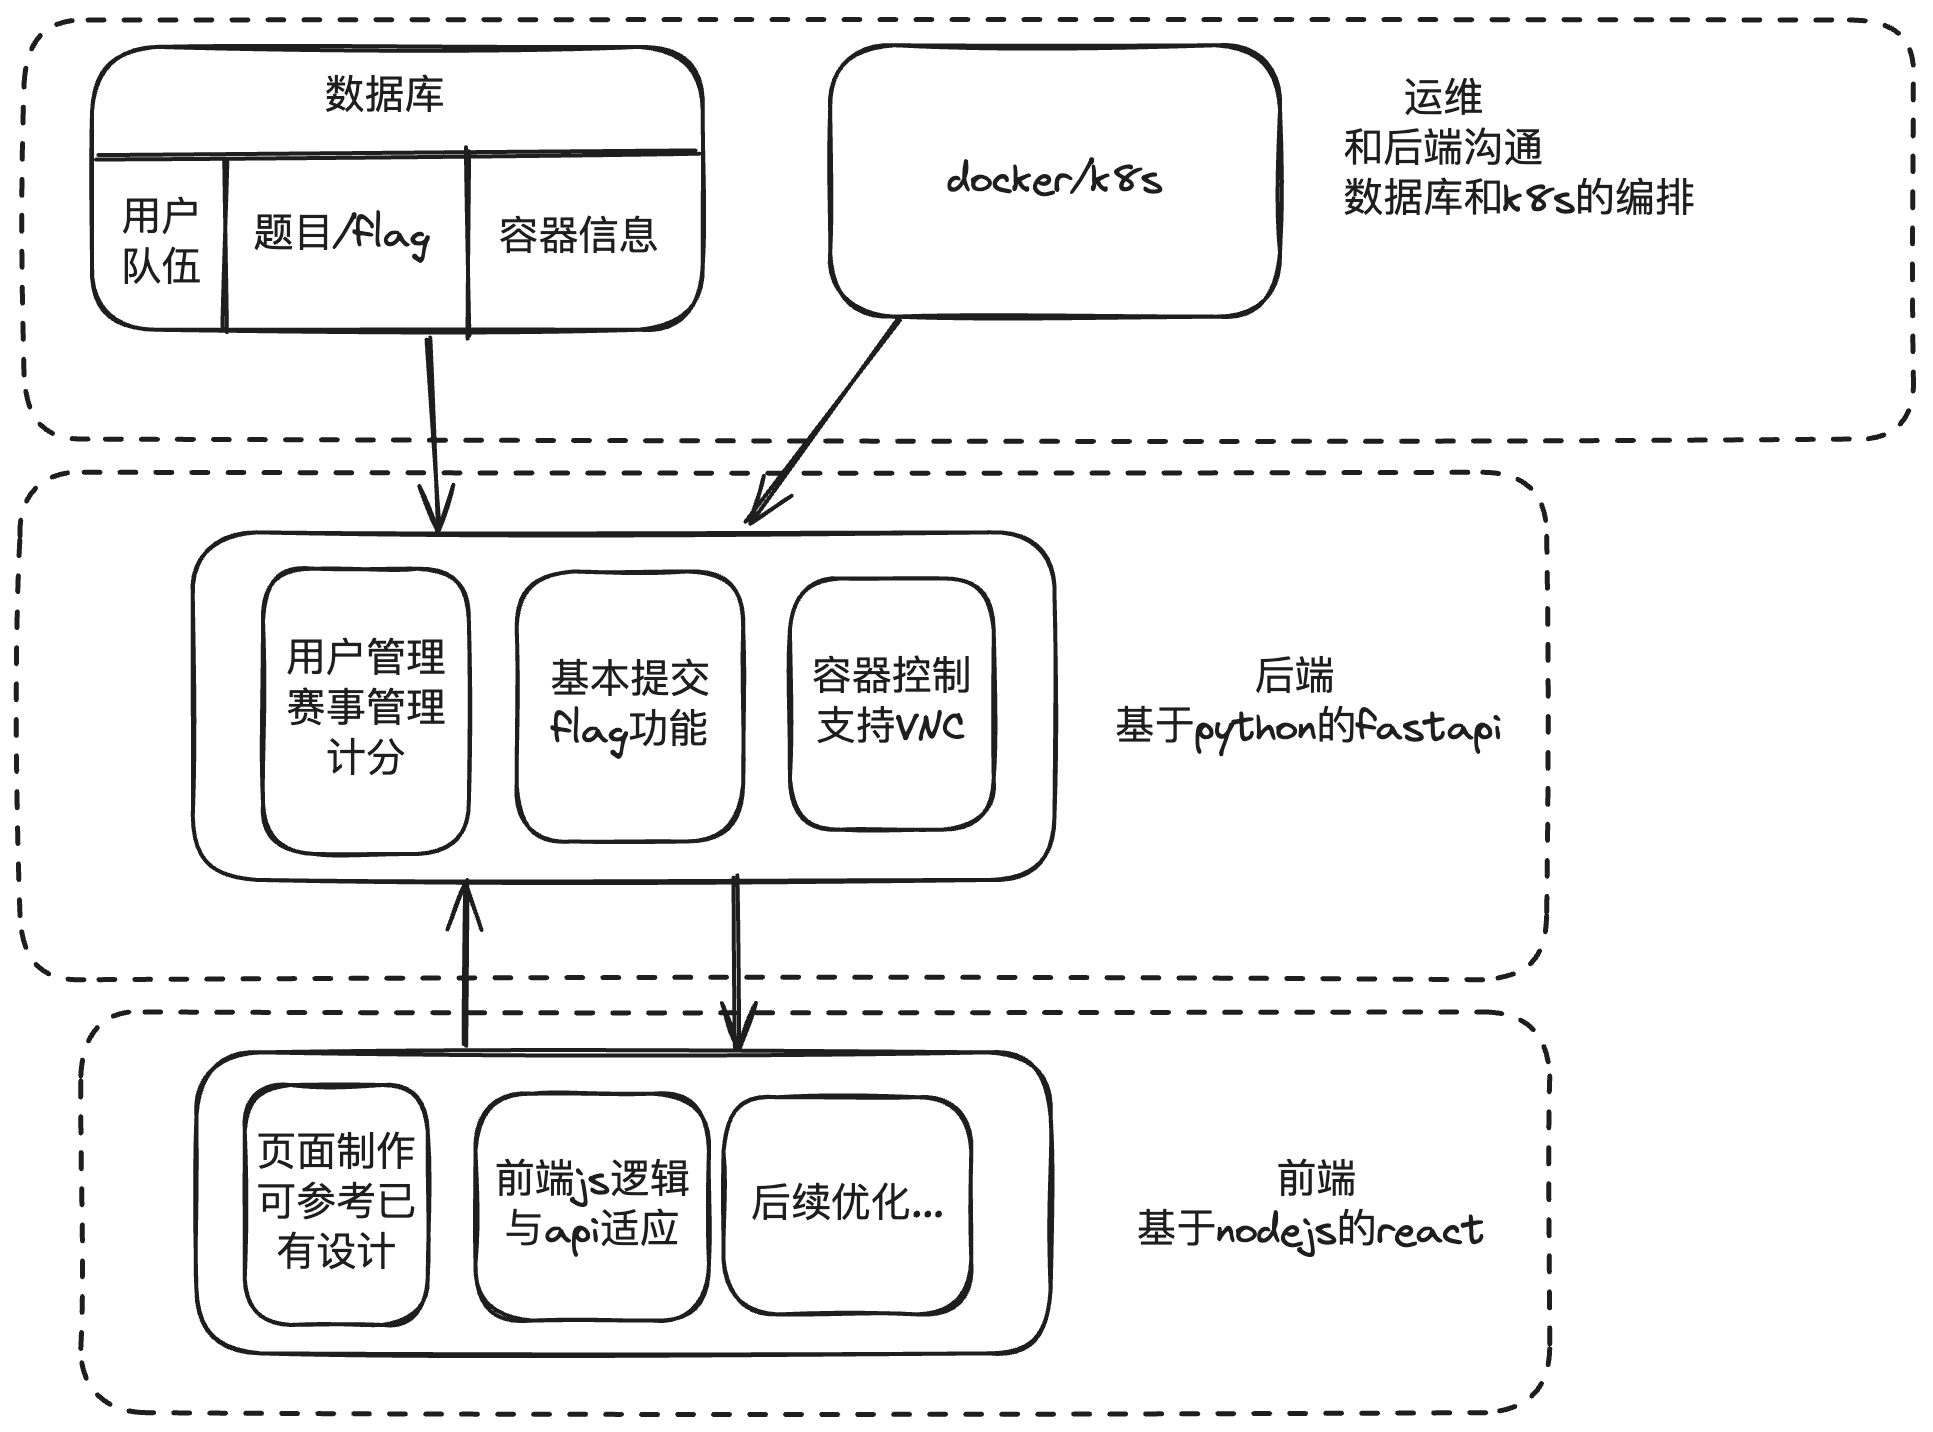 数据库
用户
队伍
题目/flag
容器信息
docker/k8s
运维
和后端沟通
数据库和k8s的编排
用户管理
赛事管理
计分
基本提交
flag功能
容器控制
支持VNC
后端
基于python的fastapi
页面制作
可参考已
有设计
前端js逻辑
与api适应
后续优化...
前端
基于nodejs的react